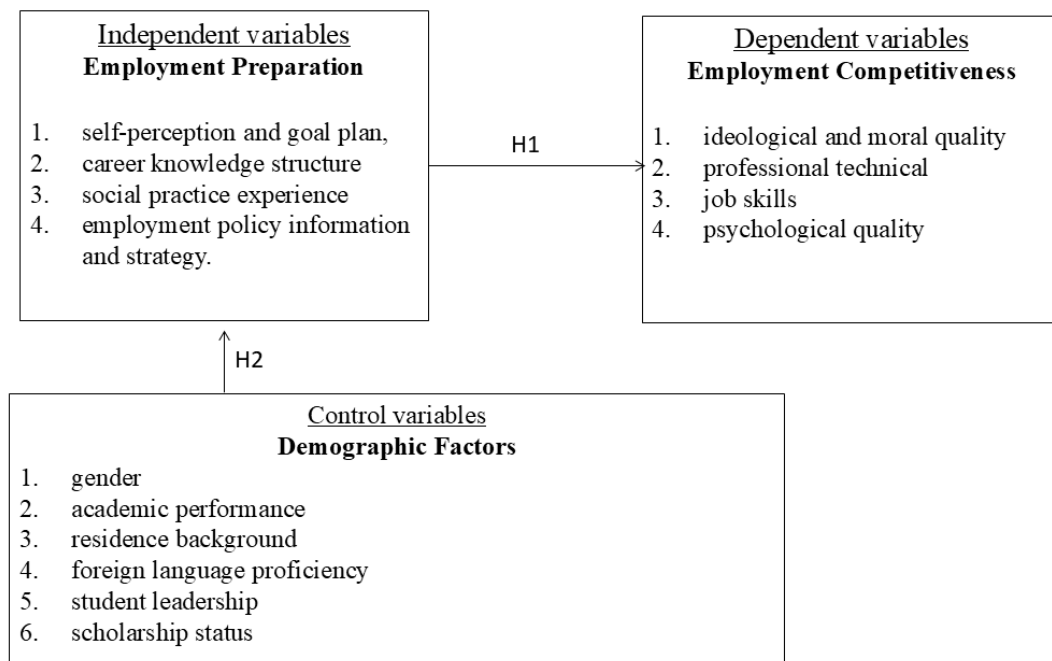 Independent variables
Employment Preparation
1. self-perception and goal plan,
2. career knowledge structure
3. social practice experience
4. employment policy information
and strategy.
H1
Dependent variables
Employment Competitiveness
1. ideological and moral quality
2. professional technical
3. job skills
4. psychological quality
H2
Control variables
Demographic Factors
1. gender
2. academic performance
3. residence background
4. foreign language proficiency
5. student leadership
6. scholarship status